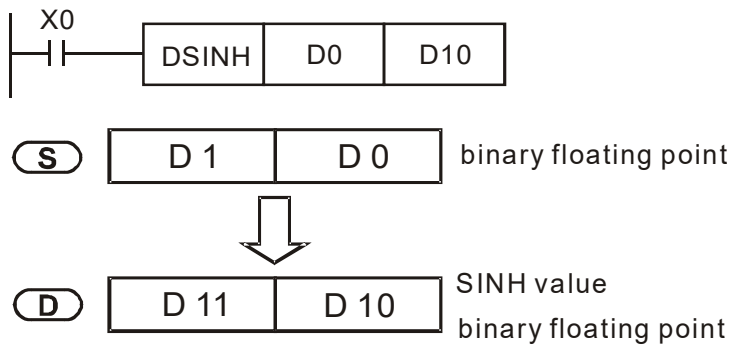 X0
DSINH D0 D10
S D 1 D 0 binary floating point
D D 11 D 10 SINH value
binary floating point